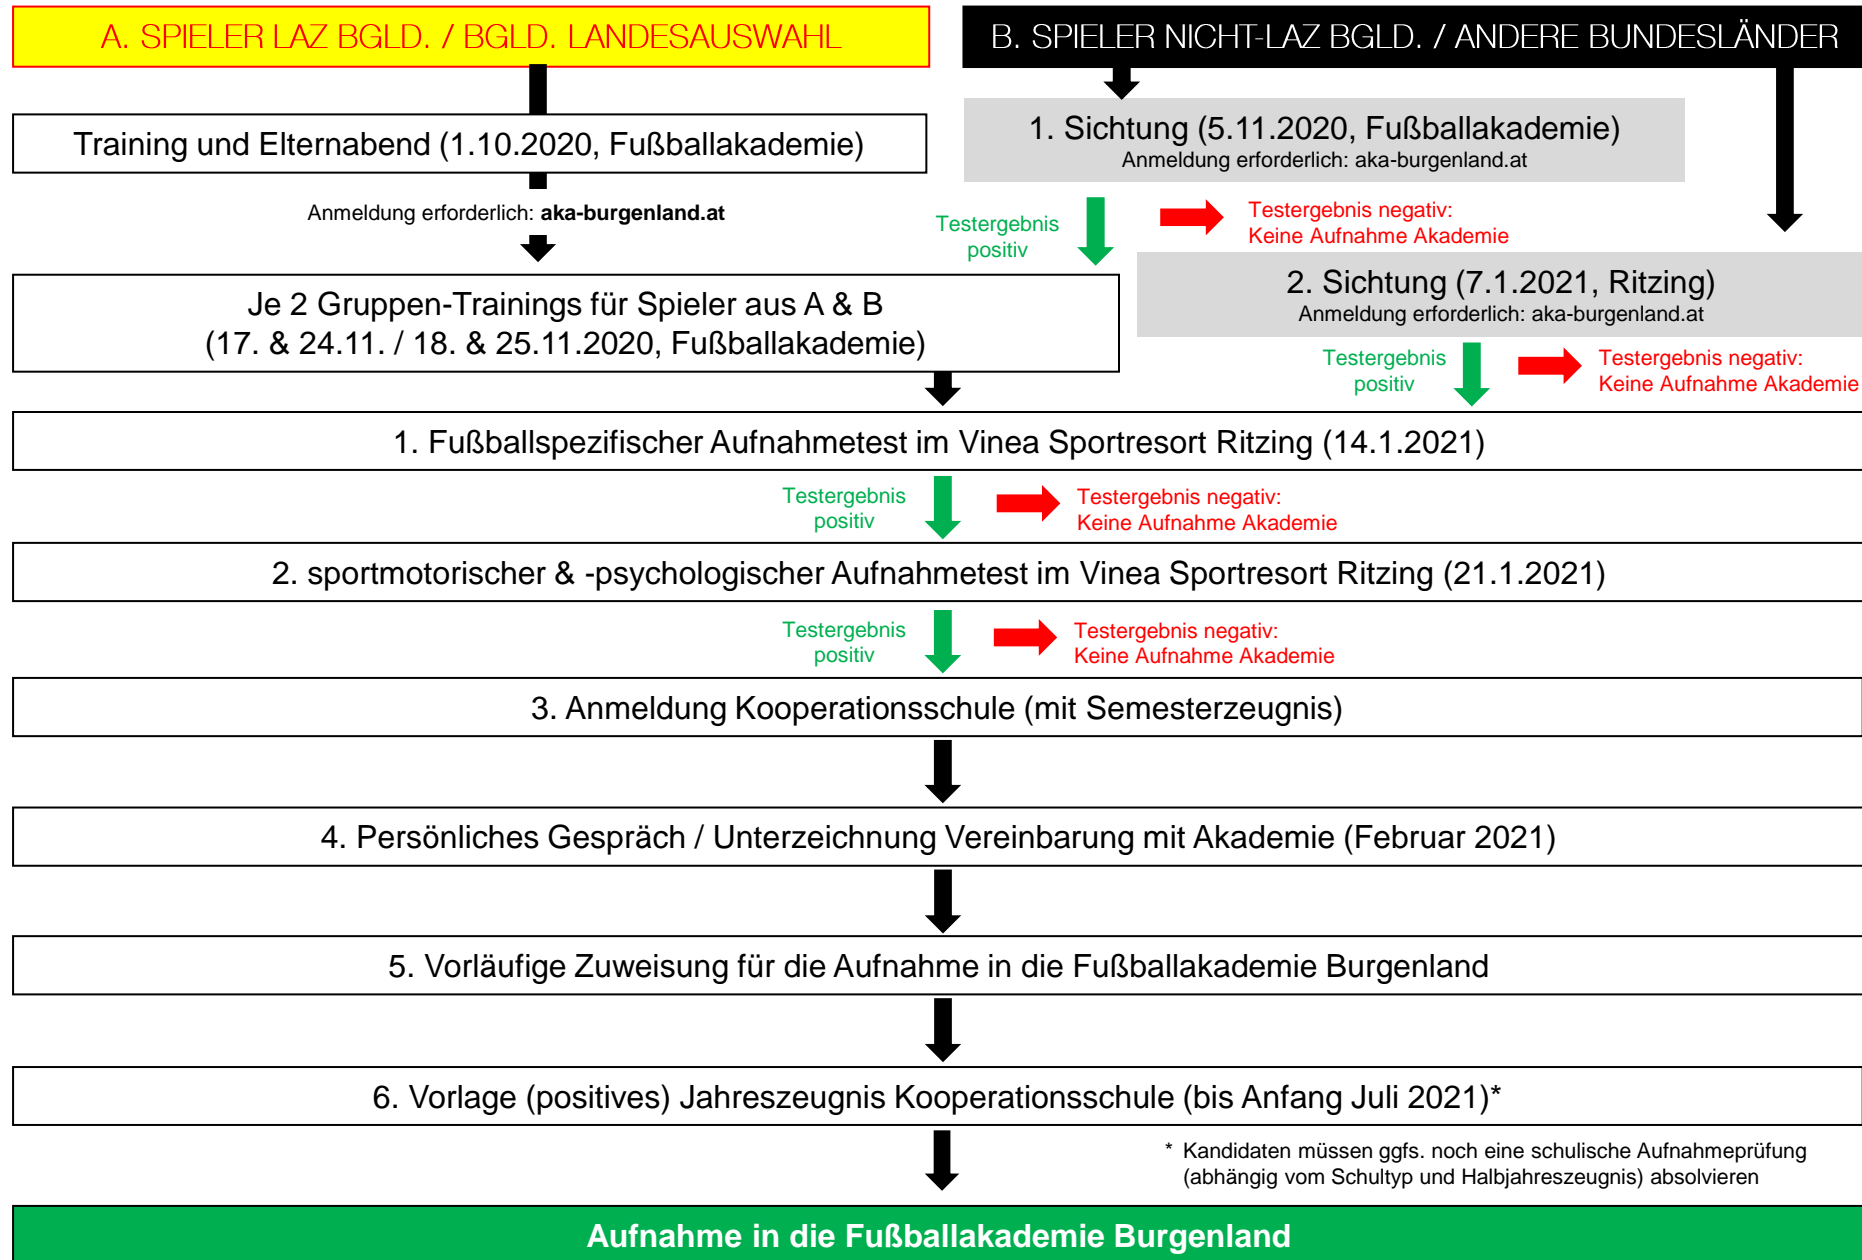 A. SPIELER LAZ BGLD. / BGLD. LANDESAUSWAHL
B. SPIELER NICHT-LAZ BGLD. / ANDERE BUNDESLÄNDER
Training und Elternabend (1.10.2020, Fußballakademie)
1. Sichtung (5.11.2020, Fußballakademie)
Anmeldung erforderlich: aka-burgenland.at
Anmeldung erforderlich: aka-burgenland.at
Testergebnis
positiv
Testergebnis negativ:
Keine Aufnahme Akademie
Je 2 Gruppen-Trainings für Spieler aus A & B
(17. & 24.11. / 18. & 25.11.2020, Fußballakademie)
2. Sichtung (7.1.2021, Ritzing)
Anmeldung erforderlich: aka-burgenland.at
Testergebnis
positiv
Testergebnis negativ:
Keine Aufnahme Akademie
1. Fußballspezifischer Aufnahmetest im Vinea Sportresort Ritzing (14.1.2021)
Testergebnis
positiv
Testergebnis negativ:
Keine Aufnahme Akademie
2. sportmotorischer & -psychologischer Aufnahmetest im Vinea Sportresort Ritzing (21.1.2021)
Testergebnis
positiv
Testergebnis negativ:
Keine Aufnahme Akademie
3. Anmeldung Kooperationsschule (mit Semesterzeugnis)
4. Persönliches Gespräch / Unterzeichnung Vereinbarung mit Akademie (Februar 2021)
5. Vorläufige Zuweisung für die Aufnahme in die Fußballakademie Burgenland
6. Vorlage (positives) Jahreszeugnis Kooperationsschule (bis Anfang Juli 2021)*
* Kandidaten müssen ggfs. noch eine schulische Aufnahmeprüfung
(abhängig vom Schultyp und Halbjahreszeugnis) absolvieren
Aufnahme in die Fußballakademie Burgenland